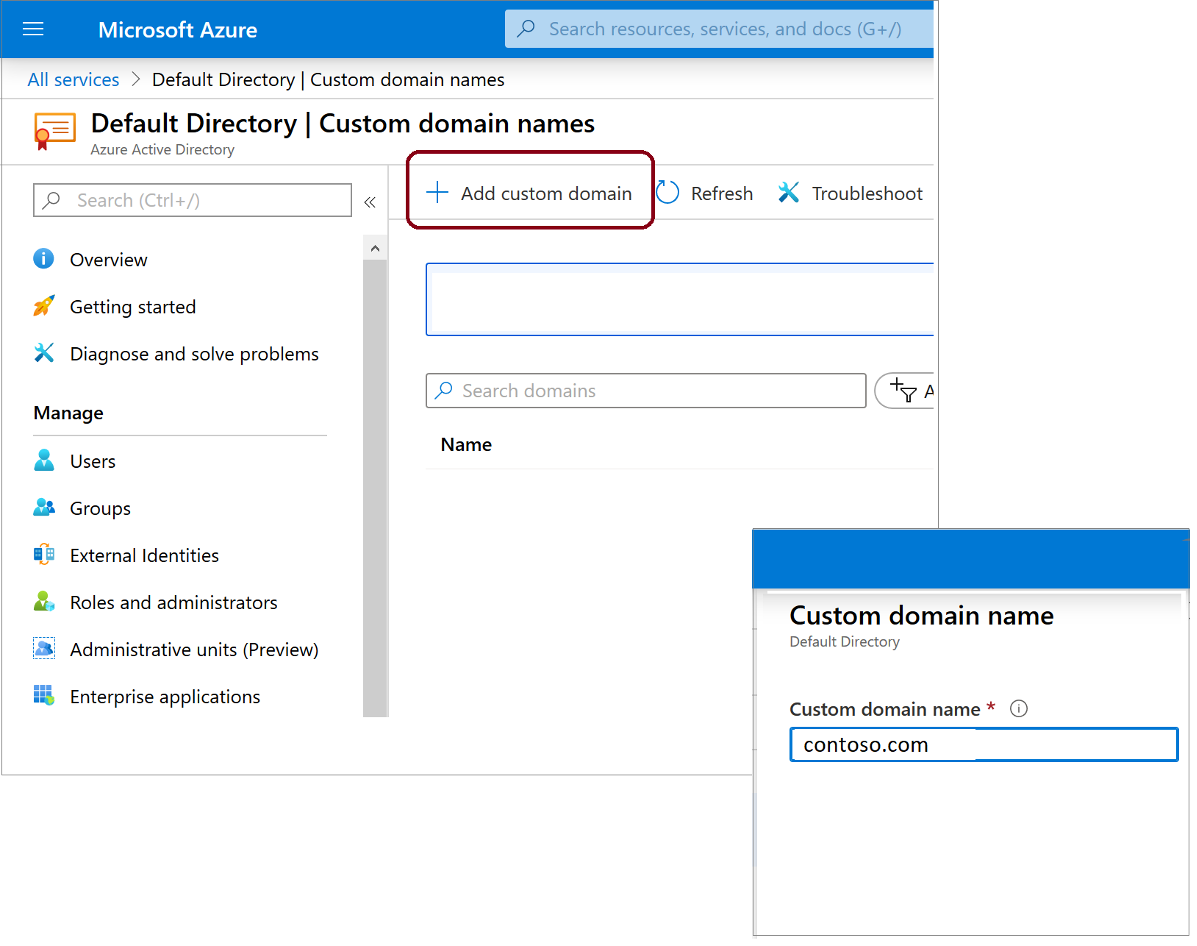 Microsoft Azure
Search resources, services, and docs (G+/)
All services > Default Directory | Custom domain names
Default Directory | Custom domain names
Azure Active Directory
Search (Ctrl+/)
«
+ Add custom domain
Refresh
Troubleshoot
Overview
Getting started
Diagnose and solve problems
Manage
Users
Groups
External Identities
Roles and administrators
Administrative units (Preview)
Enterprise applications
Search domains
A
Name
Custom domain name
Default Directory
Custom domain name *
contoso.com